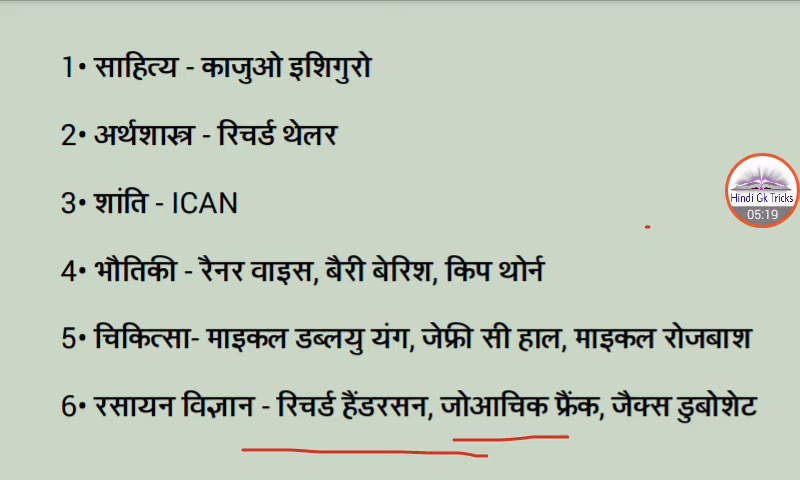 1• साहित्य - काजुओ इशिगुरो
2• अर्थशास्त्र - रिचर्ड थेलर
3• शांति - ICAN
Hindi Gk Tricks
05:19
4• भौतिकी - रैनर वाइस, बैरी बेरिश, किप थोर्न
5• चिकित्सा- माइकल डब्लयु यंग, जेफ्री सी हाल, माइकल रोजबाश
6• रसायन विज्ञान - रिचर्ड हैंडरसन, जोआचिक फ्रैंक, जैक्स डुबोशेट